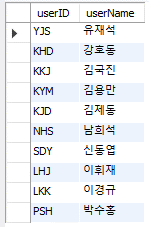 userID userName
YJS 유재석
KHD 강호동
KKJ 김국진
KYM 김용만
KJD 김제동
NHS 남희석
SDY 신동엽
LHJ 이휘재
LKK 이경규
PSH 박수홍